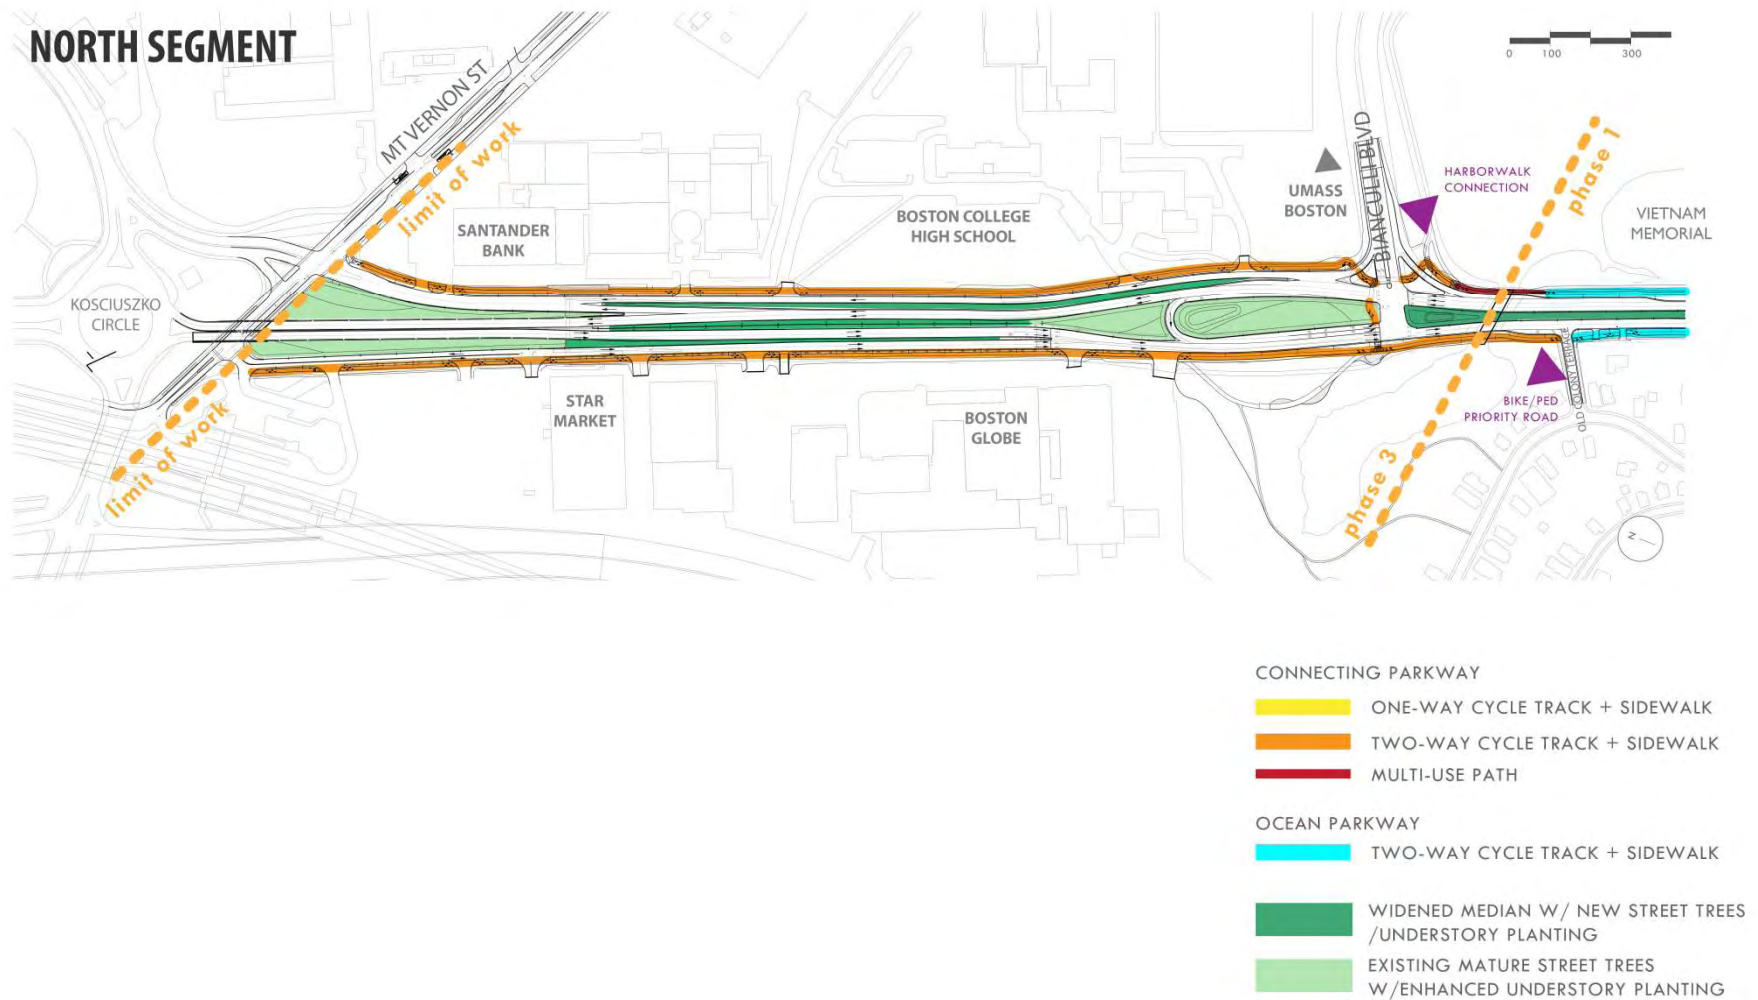 NORTH SEGMENT
0 100 300
MT VERNON ST
limit of work
SANTANDER
BANK
BOSTON COLLEGE
HIGH SCHOOL
UMASS
BOSTON
BIANCULLI BLVD
HARBORWALK
CONNECTION
phase 1
VIETNAM
MEMORIAL
KOSCIUSZKO
CIRCLE
limit of work
STAR
MARKET
BOSTON
GLOBE
phase 3
BIKE/PED
PRIORITY ROAD
OLD COLONY TERRACE
N
CONNECTING PARKWAY
ONE-WAY CYCLE TRACK + SIDEWALK
TWO-WAY CYCLE TRACK + SIDEWALK
MULTI-USE PATH
OCEAN PARKWAY
TWO-WAY CYCLE TRACK + SIDEWALK
WIDENED MEDIAN W/ NEW STREET TREES
/UNDERSTORY PLANTING
EXISTING MATURE STREET TREES
W/ENHANCED UNDERSTORY PLANTING